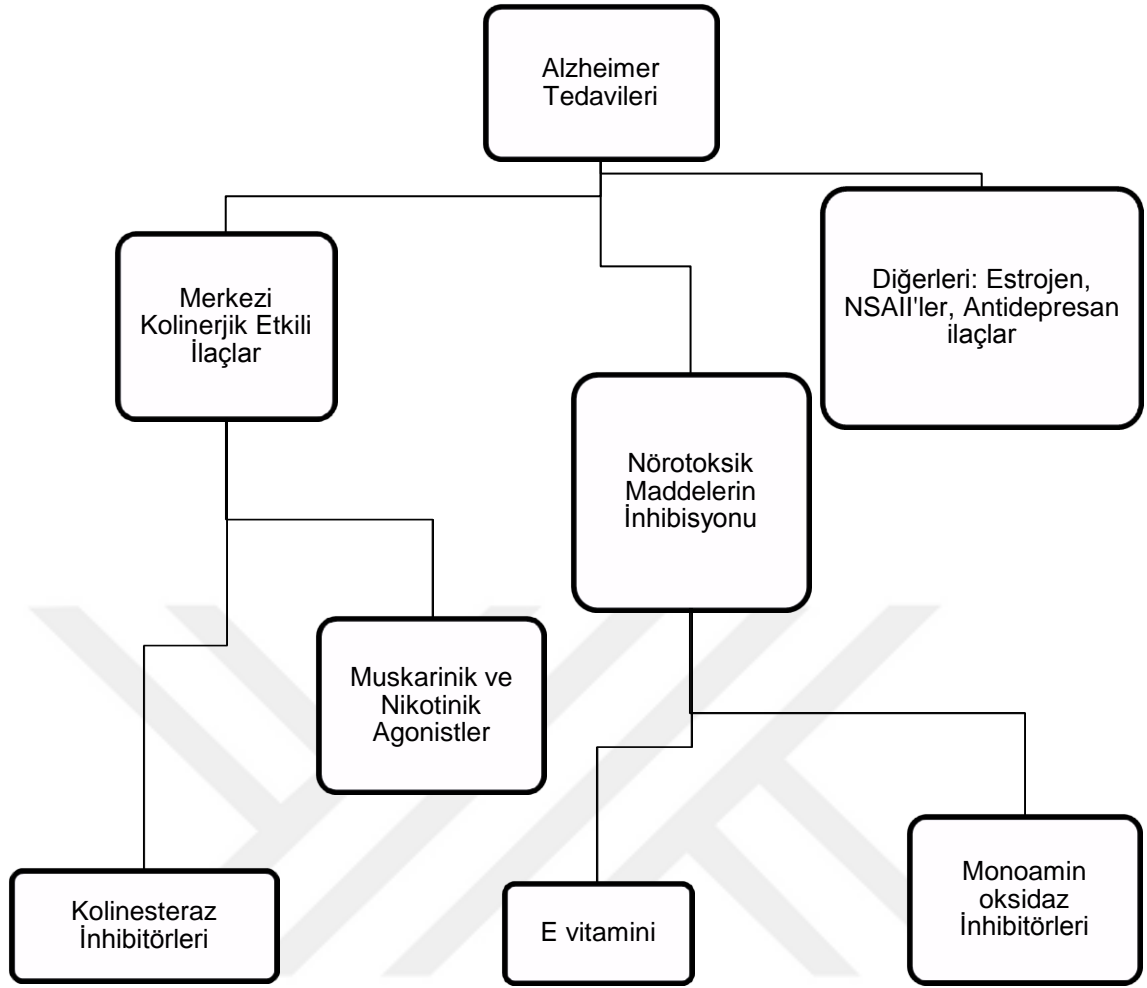 Alzheimer
Tedavileri
Merkezi
Kolinerjik Etkili
İlaçlar
Diğerleri: Estrojen,
NSAII'ler, Antidepresan
ilaçlar
Nörotoksik
Maddelerin
İnhibisyonu
Muskarinik ve
Nikotinik
Agonistler
Kolinesteraz
İnhibitörleri
E vitamini
Monoamin
oksidaz
İnhibitörleri